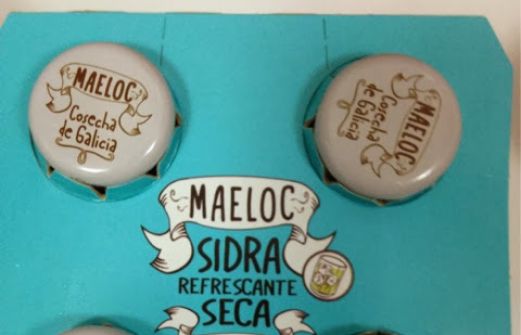 MAELOC
Cosecha
de Galicia
MAELOC
Cosecha
de Galicia
MAELOC
SIDRA
REFRESCANTE
SECA